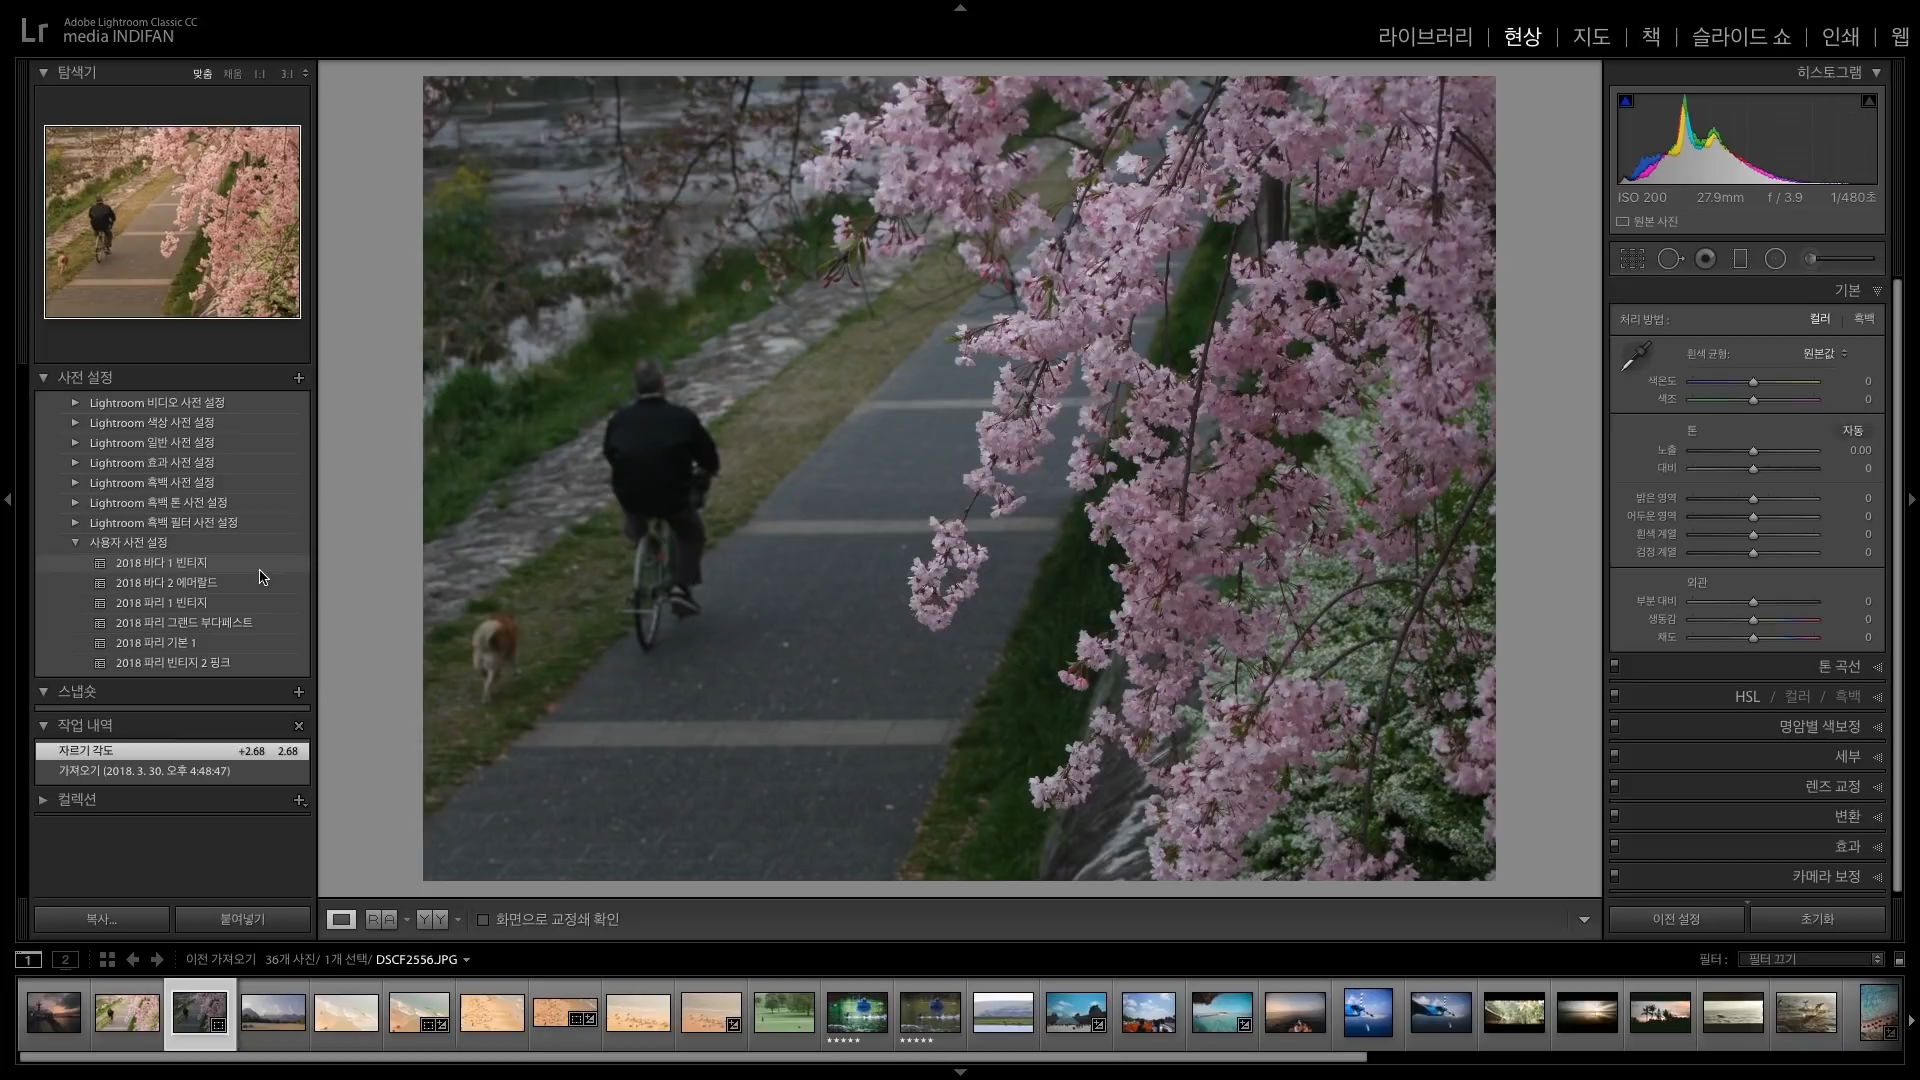 Lr
Adobe Lightroom Classic CC
media INDIFAN
라이브러리 | 현상 | 지도 | 책 | 슬라이드 쇼 | 인쇄 | 웹
탐색기 맞춤 채움 1:1 3:1
사전 설정
Lightroom 비디오 사전 설정
Lightroom 색상 사전 설정
Lightroom 일반 사전 설정
Lightroom 효과 사전 설정
Lightroom 흑백 사전 설정
Lightroom 흑백 톤 사전 설정
Lightroom 흑백 필터 사전 설정
사용자 사전 설정
2018 바다 1 빈티지
2018 바다 2 에머랄드
2018 파리 1 빈티지
2018 파리 그랜드 부다페스트
2018 파리 기본 1
2018 파리 빈티지 2 핑크
스냅숏
작업 내역
자르기 각도 +2.68 2.68
가져오기 (2018. 3. 30. 오후 4:48:47)
컬렉션
복사... 붙여넣기
R A Y Y 화면으로 교정쇄 확인
히스토그램
ISO 200 27.9mm f / 3.9 1/480초
원본 사진
기본
처리 방법 : 컬러 흑백
흰색 균형: 원본값
색온도 0
색조 0
톤 자동
노출 0.00
대비 0
밝은 영역 0
어두운 영역 0
흰색 계열 0
검정 계열 0
외관
부분 대비 0
생동감 0
채도 0
톤 곡선
HSL / 컬러 / 흑백
명암별 색보정
세부
렌즈 교정
변환
효과
카메라 보정
이전 설정 초기화
1 2 이전 가져오기 36개 사진/ 1개 선택/ DSCF2556.JPG 필터 : 필터 끄기